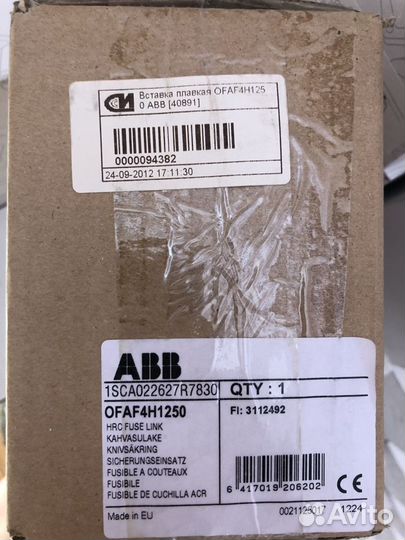 Вставка плавкая OFAF4H125
0 ABB [40891]
0000094382
24-09-2012 17:11:30
ABB
1SCA022627R7830 QTY : 1
OFAF4H1250 FI: 3112492
HRC FUSE LINK
KAHVASULAKE
KNIVSÄKRING
SICHERUNGSEINSATZ
FUSIBLE A COUTEAUX
FUSIBILE
FUSIBLE DE CUCHILLA ACR
6 417019 206202 CE
Made in EU 1224
Avito